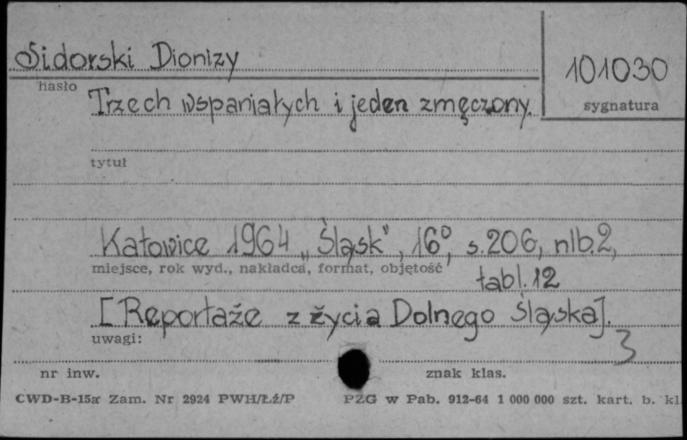 Sidorski Dionizy
101030
hasło
sygnatura
Trzech wspaniałych i jeden zmęczony.
tytuł
Katowice 1964 „Śląsk", 16°, s.206, nlb.2,
miejsce, rok wyd., nakładca, format, objętość
tabl.12
[Reportaże z życia Dolnego Śląska].
uwagi:
3
nr inw.
znak klas.
CWD-B-15a Zam. Nr 2924 PWH/Łź/P
PZG w Pab. 912-64 1 000 000 szt. kart. b. kl